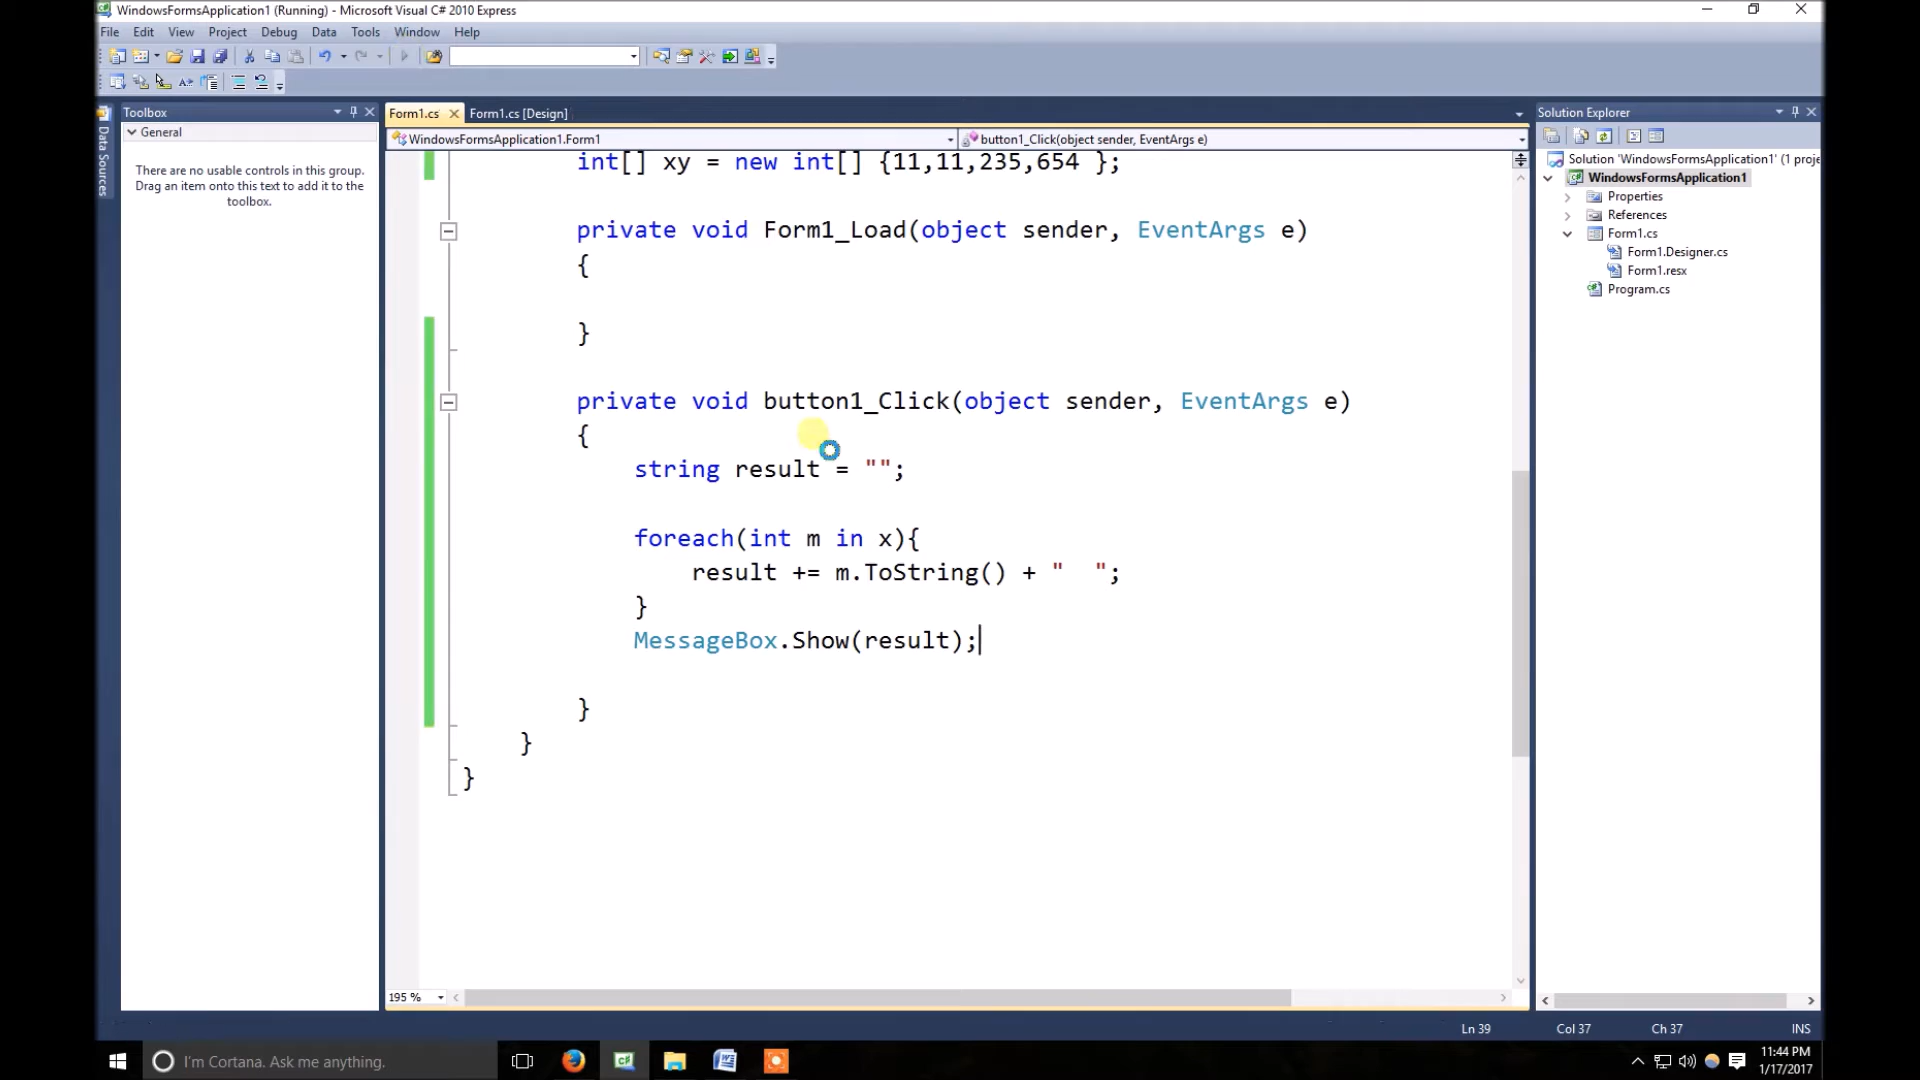 WindowsFormsApplication1 (Running) - Microsoft Visual C# 2010 Express
File Edit View Project Debug Data Tools Window Help
Data Sources
Toolbox
General
There are no usable controls in this group.
Drag an item onto this text to add it to the
toolbox.
Form1.cs Form1.cs [Design]
WindowsFormsApplication1.Form1 button1_Click(object sender, EventArgs e)
int[] xy = new int[] {11,11,235,654 };
private void Form1_Load(object sender, EventArgs e)
{
}
private void button1_Click(object sender, EventArgs e)
{
string result = "";
foreach(int m in x){
result += m.ToString() + "  ";
}
MessageBox.Show(result);
}
}
}
195 %
Solution Explorer
Solution 'WindowsFormsApplication1' (1 proje
WindowsFormsApplication1
Properties
References
Form1.cs
Form1.Designer.cs
Form1.resx
Program.cs
Ln 39 Col 37 Ch 37 INS
I'm Cortana. Ask me anything.
11:44 PM
1/17/2017